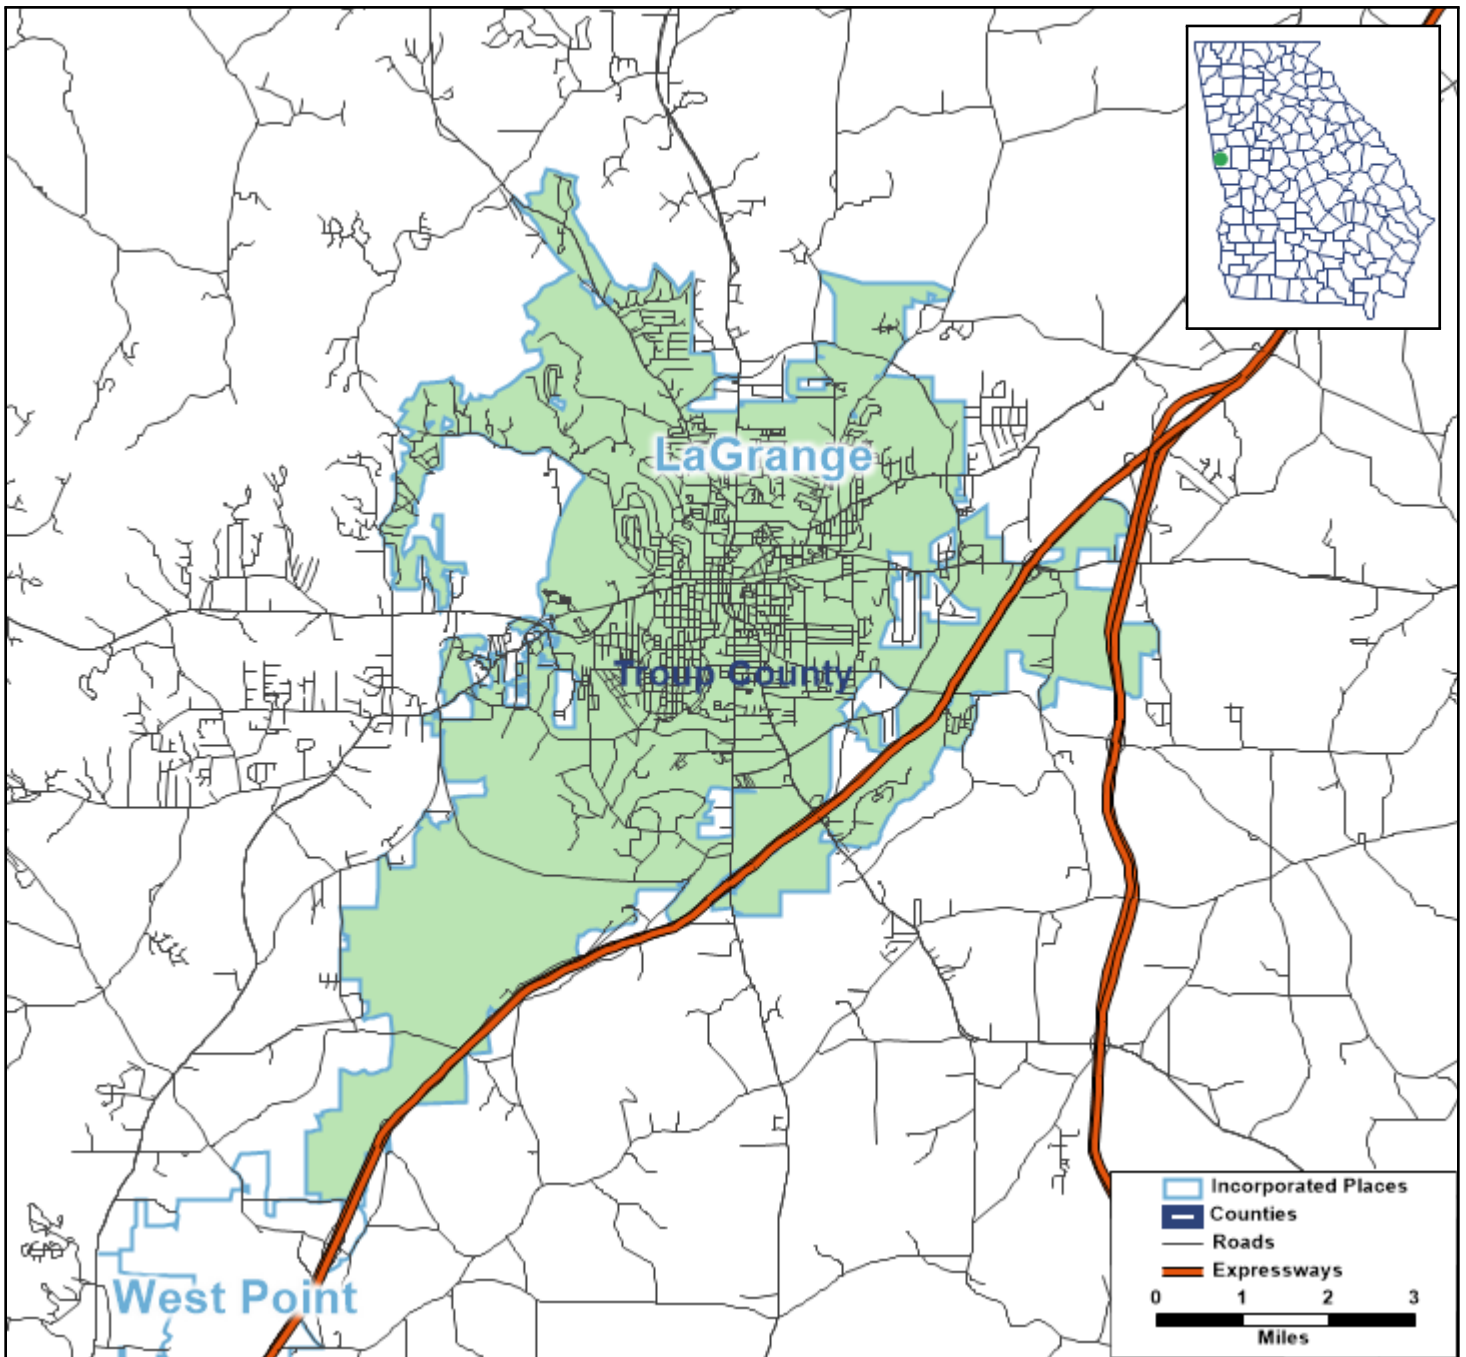 LaGrange
Troup County
West Point
Incorporated Places
Counties
Roads
Expressways
0 1 2 3
Miles